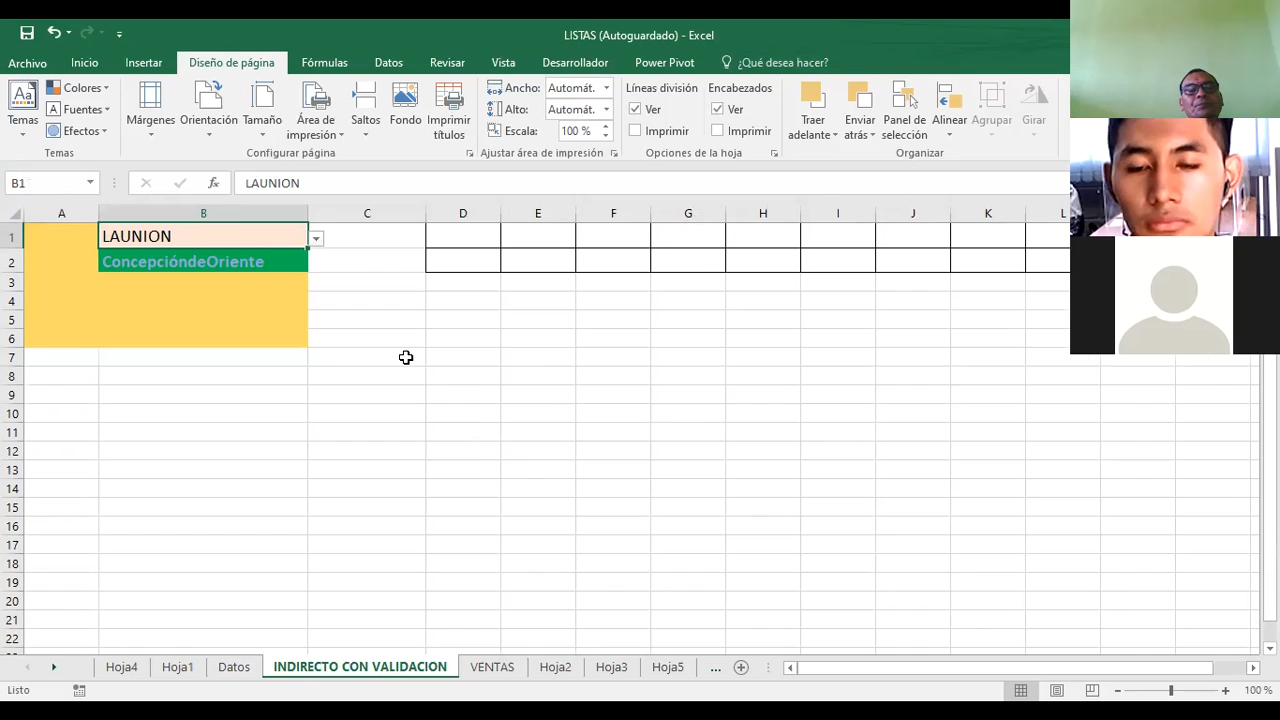 LISTAS (Autoguardado) - Excel
Archivo Inicio Insertar Diseño de página Fórmulas Datos Revisar Vista Desarrollador Power Pivot ¿Qué desea hacer?
Aa Temas Colores Fuentes Efectos
Márgenes Orientación Tamaño Área de impresión Saltos Fondo Imprimir títulos
Ancho: Automát.
Alto: Automát.
Escala: 100 %
Líneas división Encabezados
Ver Ver
Imprimir Imprimir
Traer adelante Enviar atrás Panel de selección Alinear Agrupar Girar
Temas Configurar página Ajustar área de impresión Opciones de la hoja Organizar
B1 fx LAUNION
A B C D E F G H I J K L
1 LAUNION
2 ConcepcióndeOriente
3
4
5
6
7
8
9
10
11
12
13
14
15
16
17
18
19
20
21
22
Hoja4 Hoja1 Datos INDIRECTO CON VALIDACION VENTAS Hoja2 Hoja3 Hoja5 ...
Listo 100 %